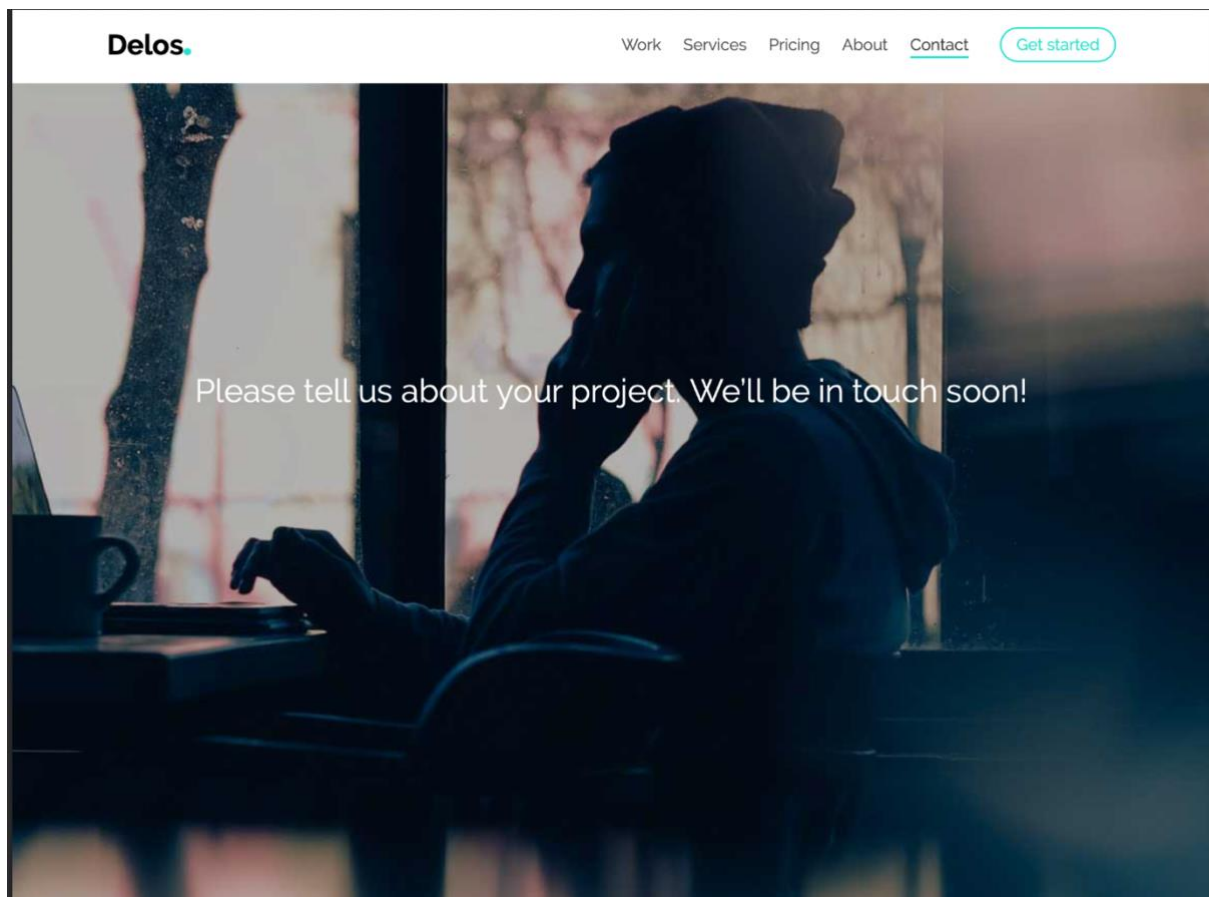 Delos.
Work Services Pricing About Contact Get started
Please tell us about your project. We’ll be in touch soon!